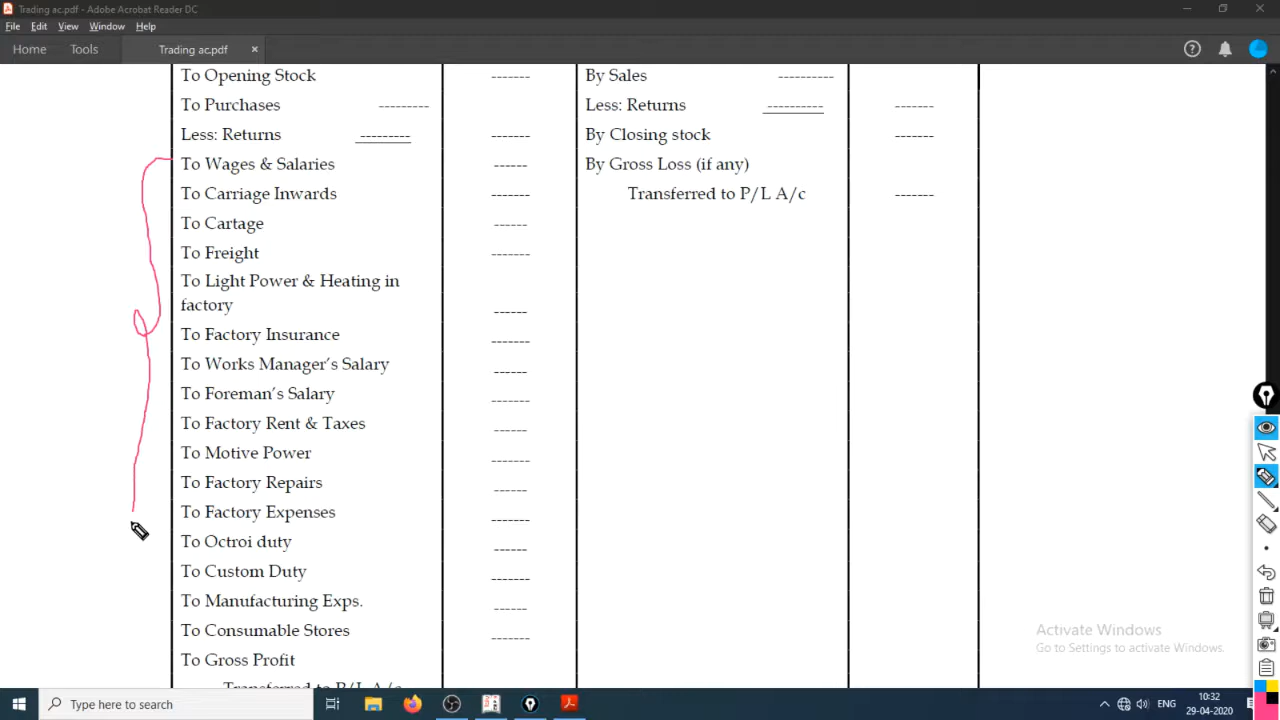 Trading ac.pdf - Adobe Acrobat Reader DC
File Edit View Window Help
Home Tools Trading ac.pdf ×
To Opening Stock ------- By Sales ----------
To Purchases --------- Less: Returns ---------- -------
Less: Returns --------- ------- By Closing stock -------
To Wages & Salaries ------ By Gross Loss (if any)
To Carriage Inwards ------- Transferred to P/L A/c -------
To Cartage ------
To Freight -------
To Light Power & Heating in
factory ------
To Factory Insurance -------
To Works Manager's Salary ------
To Foreman's Salary -------
To Factory Rent & Taxes ------
To Motive Power -------
To Factory Repairs ------
To Factory Expenses -------
To Octroi duty ------
To Custom Duty -------
To Manufacturing Exps. ------
To Consumable Stores -------
To Gross Profit
Transferred to P/L A/c
Activate Windows
Go to Settings to activate Windows.
Type here to search
ENG
10:32
29-04-2020